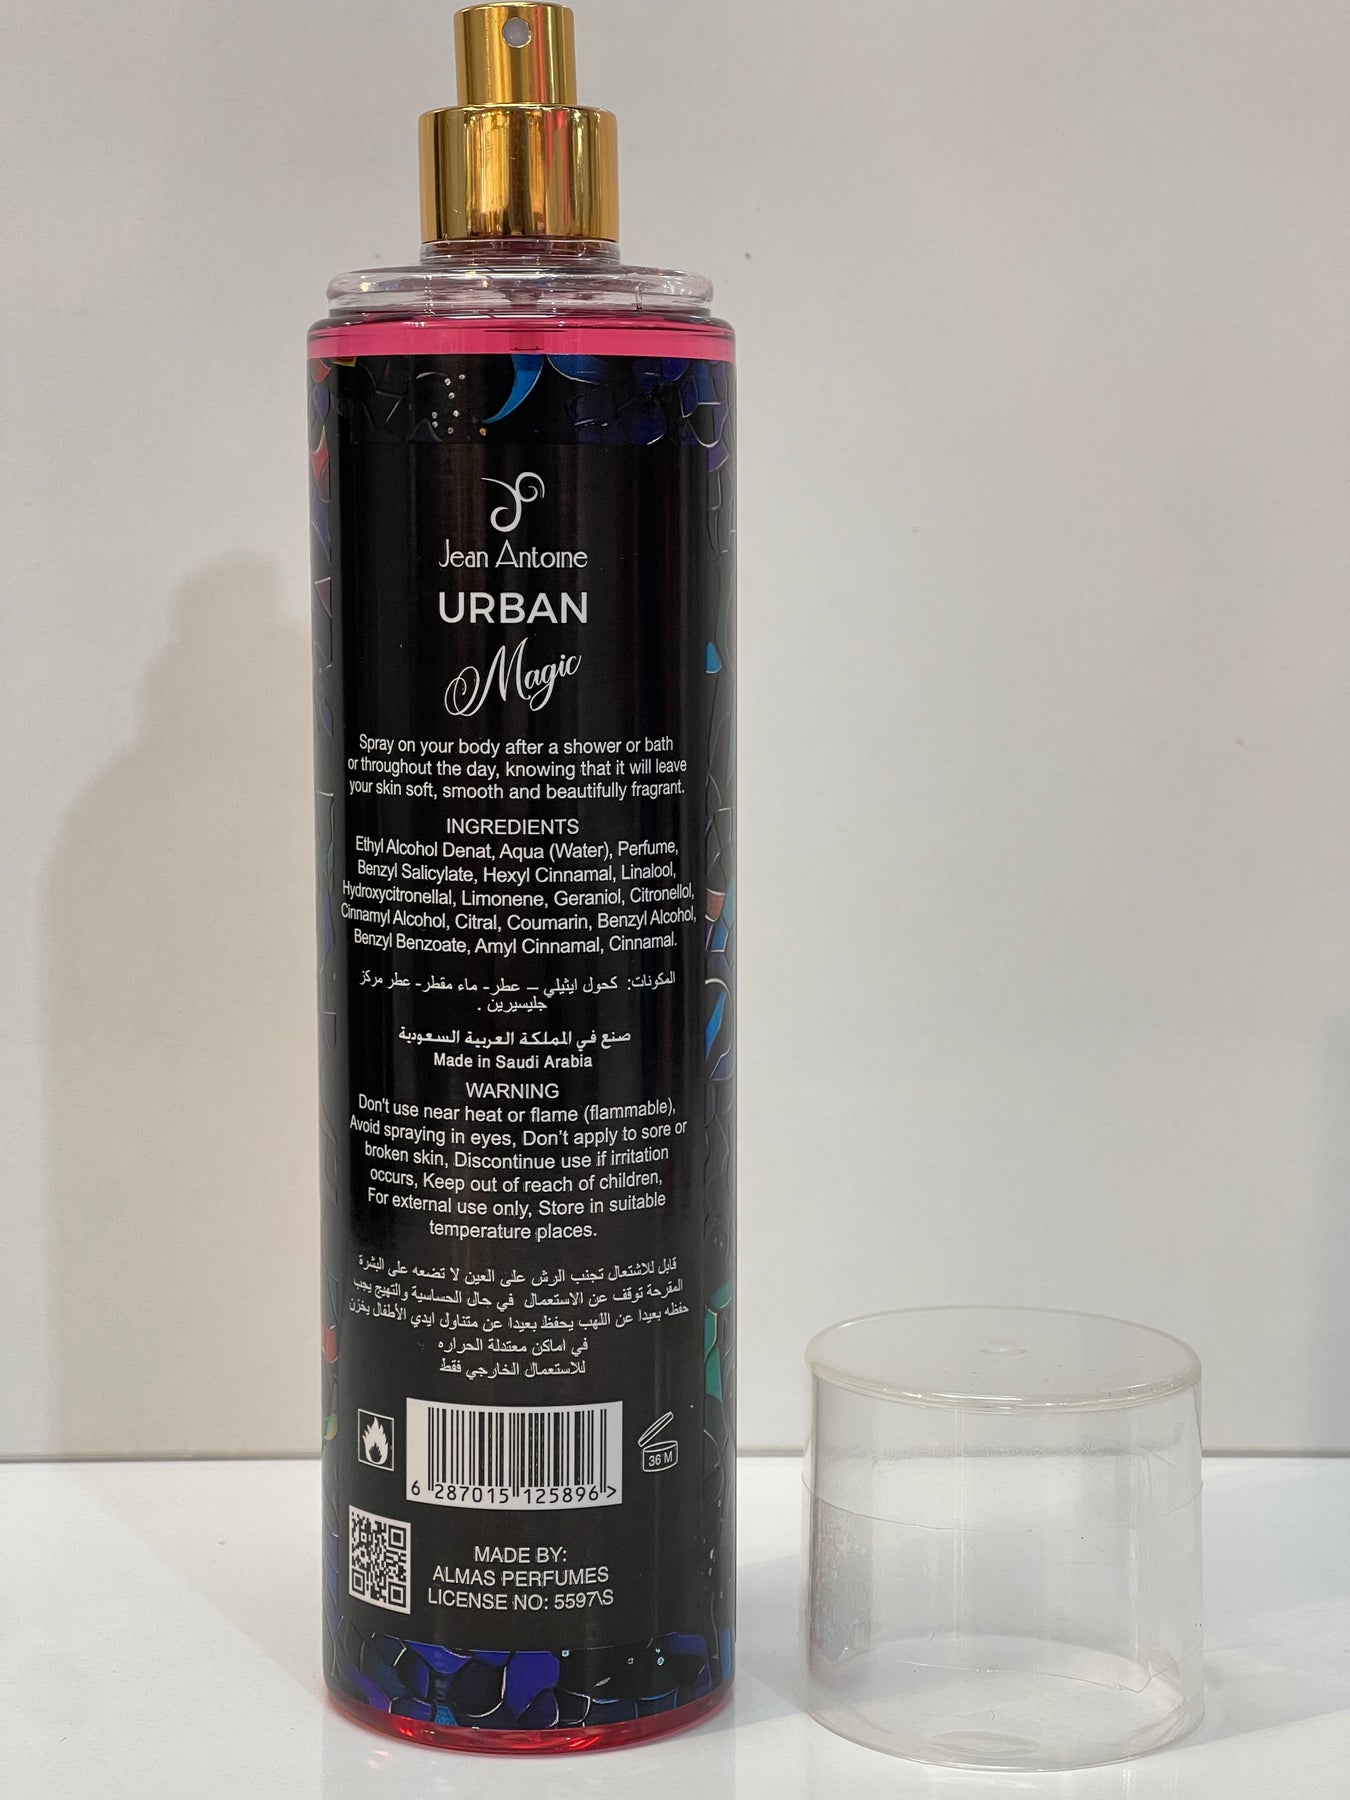 Jean Antoine
URBAN
Magic
Spray on your body after a shower or bath
or throughout the day, knowing that it will leave
your skin soft, smooth and beautifully fragrant.
INGREDIENTS
Ethyl Alcohol Denat, Aqua (Water), Perfume,
Benzyl Salicylate, Hexyl Cinnamal, Linalool,
Hydroxycitronellal, Limonene, Geraniol, Citronellol,
Cinnamyl Alcohol, Citral, Coumarin, Benzyl Alcohol,
Benzyl Benzoate, Amyl Cinnamal, Cinnamal.
المكونات: كحول ايثيلي – عطر- ماء مقطر- عطر مركز
جليسيرين .
صنع في المملكة العربية السعودية
Made in Saudi Arabia
WARNING
Don't use near heat or flame (flammable),
Avoid spraying in eyes, Don't apply to sore or
broken skin, Discontinue use if irritation
occurs, Keep out of reach of children,
For external use only, Store in suitable
temperature places.
قابل للاشتعال تجنب الرش على العين لا تضعه على البشرة
المقرحة توقف عن الاستعمال في حال الحساسية والتهيج يجب
حفظه بعيدا عن اللهب يحفظ بعيدا عن متناول ايدي الأطفال يخزن
في اماكن معتدلة الحراره
للاستعمال الخارجي فقط
36 M
6 287015 125896 >
MADE BY:
ALMAS PERFUMES
LICENSE NO: 5597\S